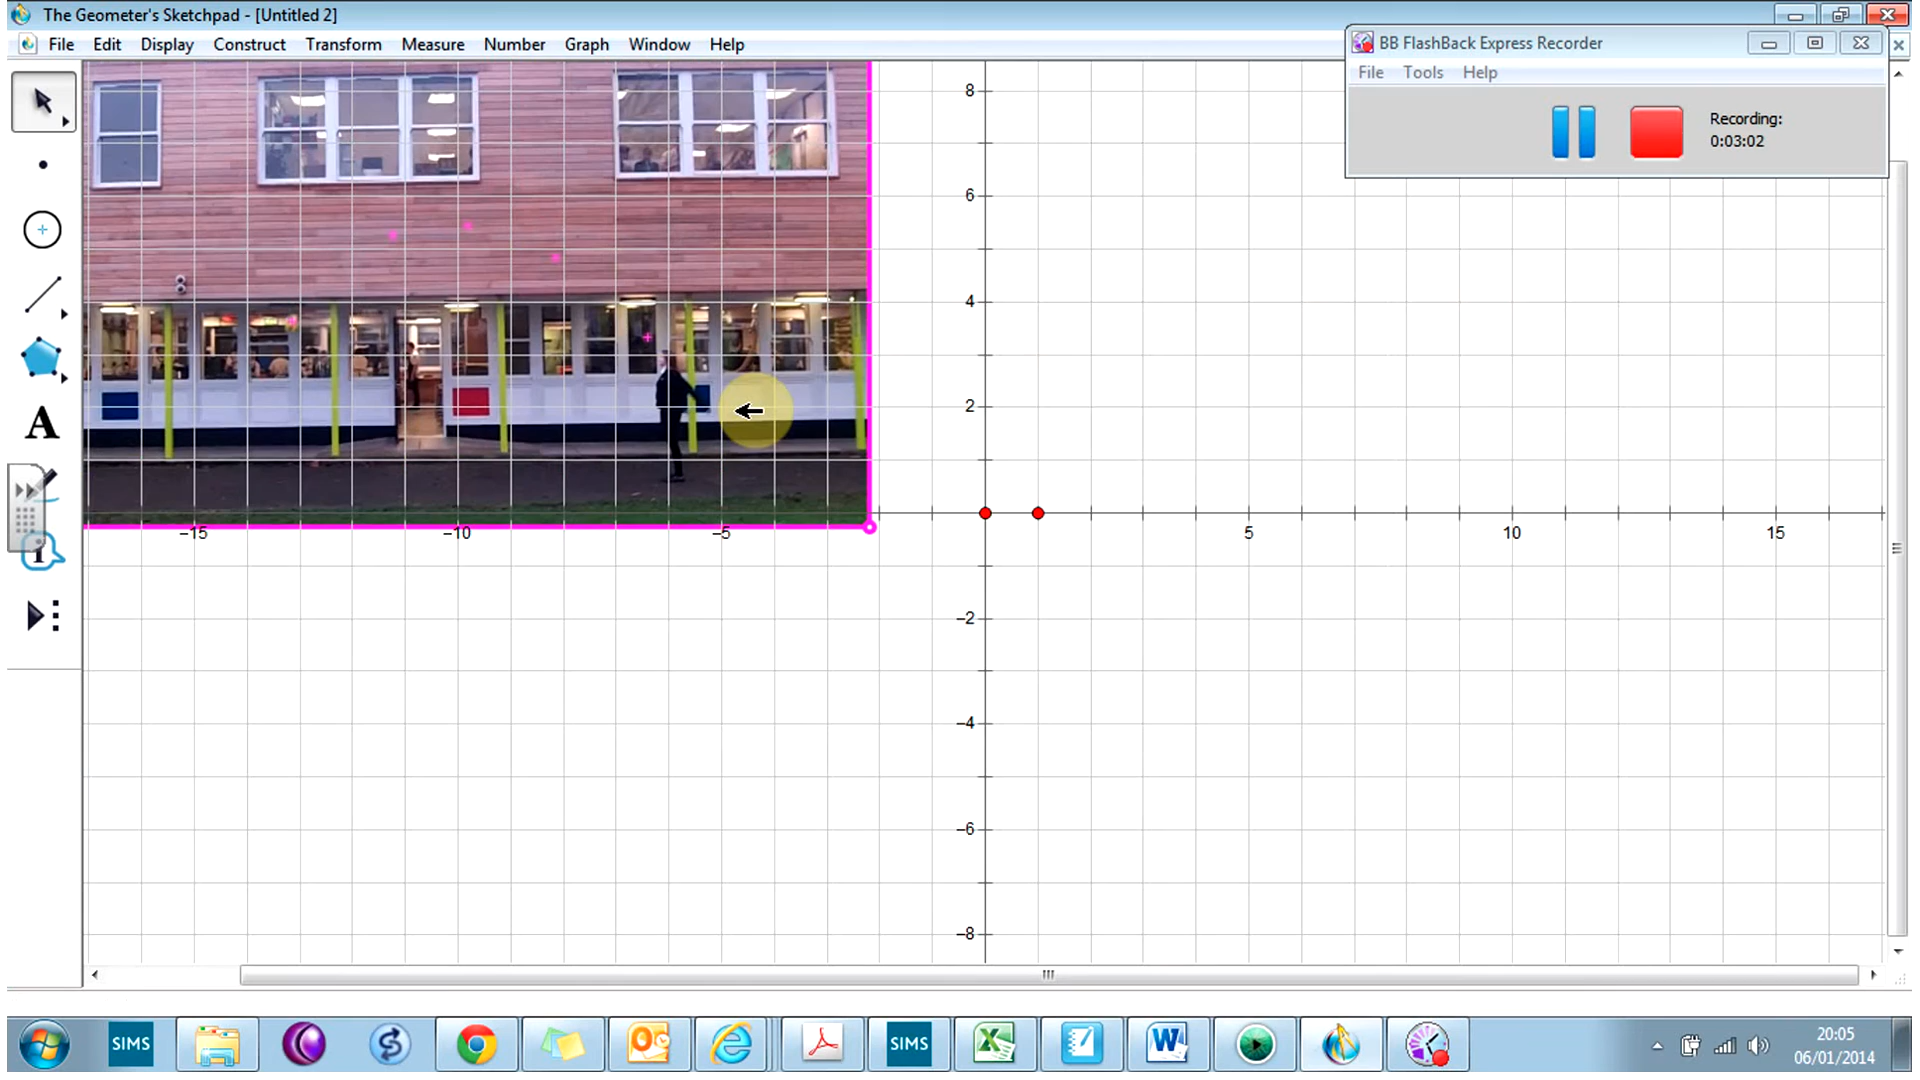 The Geometer's Sketchpad - [Untitled 2]
File Edit Display Construct Transform Measure Number Graph Window Help
BB FlashBack Express Recorder
File Tools Help
Recording:
0:03:02
A
8
6
4
2
−15 −10 −5 5 10 15
−2
−4
−6
−8
SIMS SIMS
20:05
06/01/2014